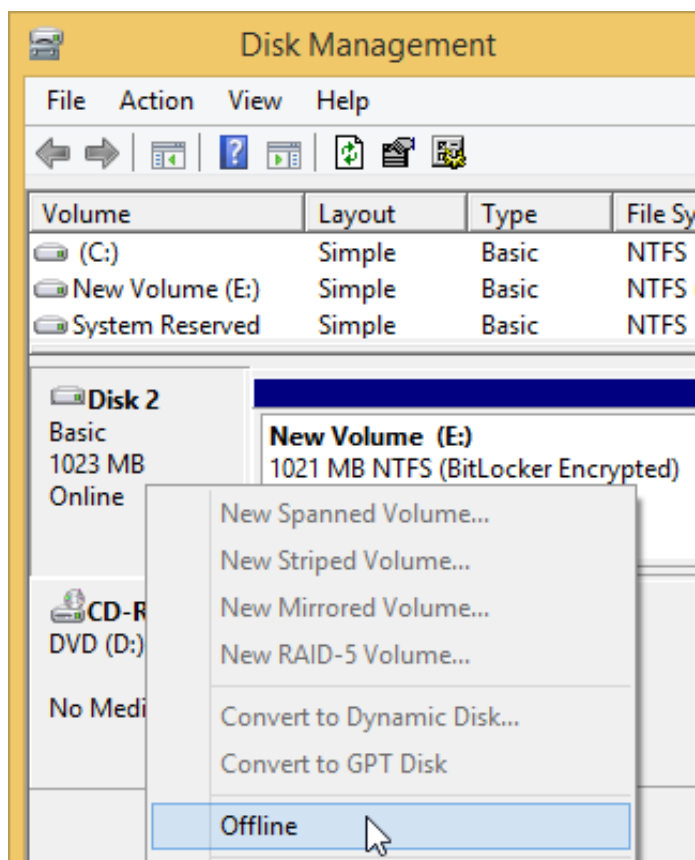 Disk Management
File Action View Help
Volume Layout Type File Sy
(C:) Simple Basic NTFS
New Volume (E:) Simple Basic NTFS
System Reserved Simple Basic NTFS
Disk 2
Basic
1023 MB
Online
New Volume (E:)
1021 MB NTFS (BitLocker Encrypted)
New Spanned Volume...
New Striped Volume...
New Mirrored Volume...
New RAID-5 Volume...
Convert to Dynamic Disk...
Convert to GPT Disk
Offline
CD-R
DVD (D:)
No Medi